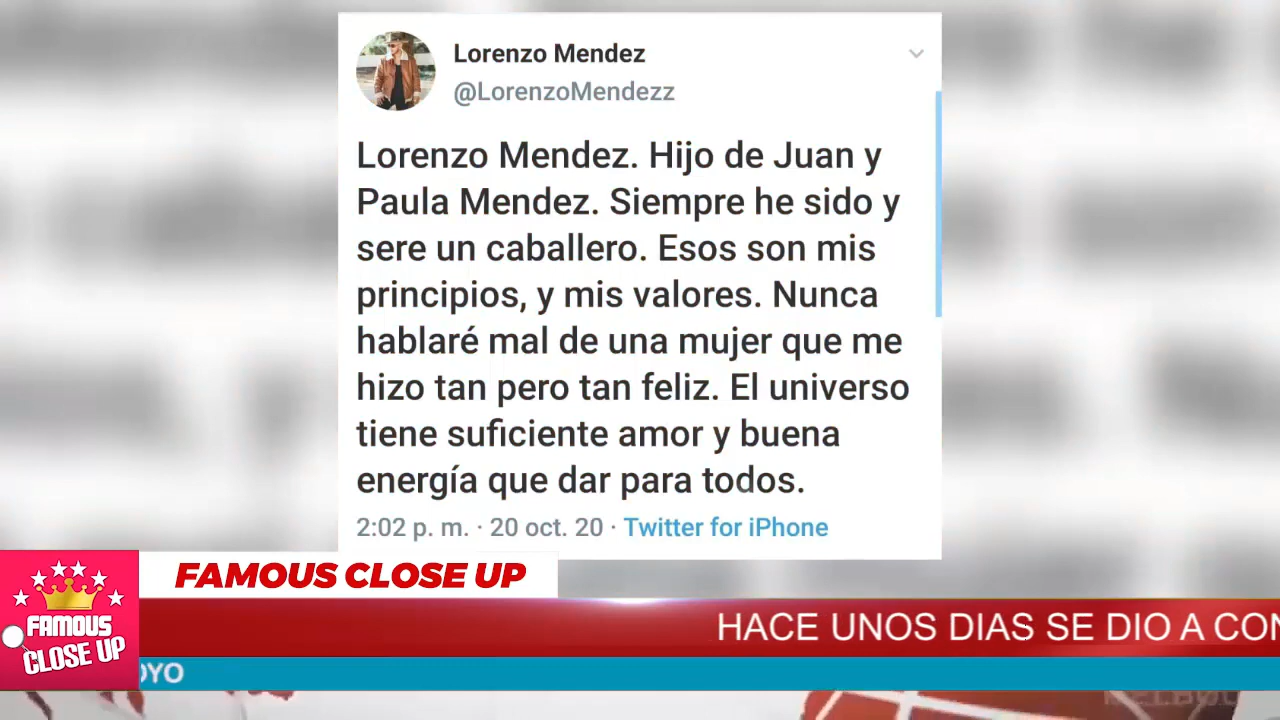 Lorenzo Mendez
@LorenzoMendezz
Lorenzo Mendez. Hijo de Juan y
Paula Mendez. Siempre he sido y
sere un caballero. Esos son mis
principios, y mis valores. Nunca
hablaré mal de una mujer que me
hizo tan pero tan feliz. El universo
tiene suficiente amor y buena
energía que dar para todos.
2:02 p. m. · 20 oct. 20 · Twitter for iPhone
FAMOUS CLOSE UP
FAMOUS
CLOSE UP
HACE UNOS DIAS SE DIO A CON
OYO